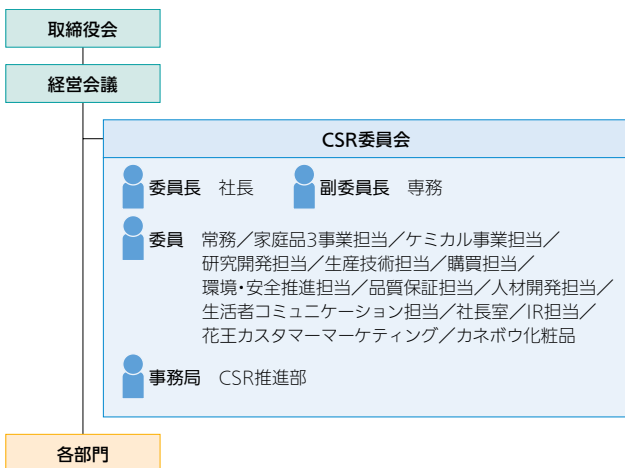 取締役会
経営会議
CSR委員会
委員長 社長 副委員長 専務
委員 常務／家庭品3事業担当／ケミカル事業担当／
研究開発担当／生産技術担当／購買担当／
環境・安全推進担当／品質保証担当／人材開発担当／
生活者コミュニケーション担当／社長室／IR担当／
花王カスタマーマーケティング／カネボウ化粧品
事務局 CSR推進部
各部門